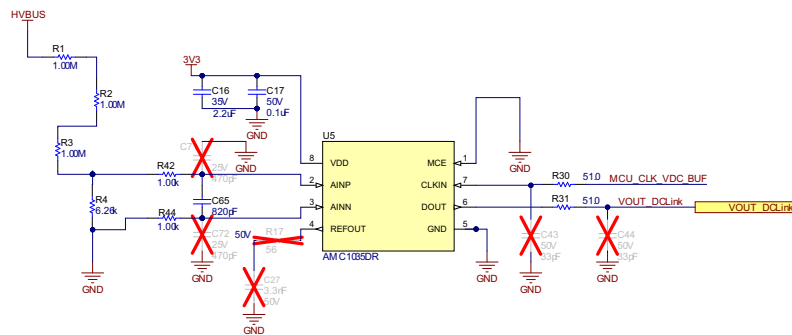 HVBUS
R1
1.00M
R2
1.00M
R3
1.00M
R4
6.26k
R42
1.00k
R44
1.00k
GND
3V3
C16
35V
2.2uF
C17
50V
0.1uF
GND
C7
25V
470pF
GND
C65
820pF
C72
25V
470pF
GND
50V
R17
56
C27
3.3nF
50V
GND
U5
8 VDD
2 AINP
3 AINN
4 REFOUT
MCE 1
CLKIN 7
DOUT 6
GND 5
AMC1035DR
GND
GND
R30
51.0
MCU_CLK_VDC_BUF
R31
51.0
VOUT_DCLink
VOUT_DCLink
C43
50V
33pF
GND
C44
50V
33pF
GND